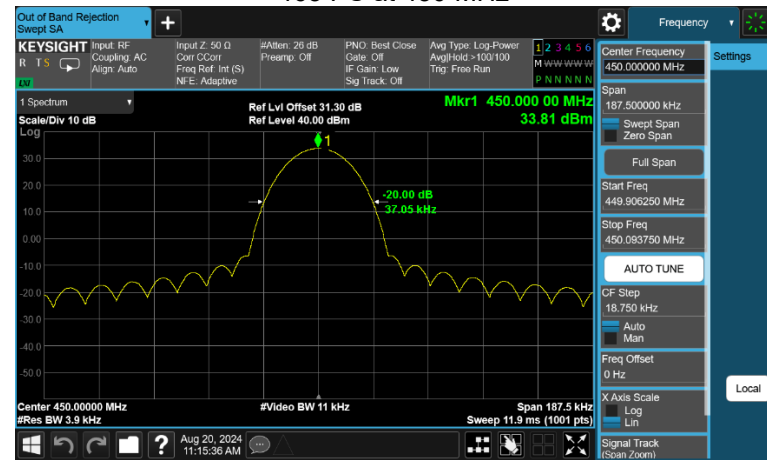 Out of Band Rejection
Swept SA
Frequency
KEYSIGHT
R T S
LXI
Input: RF
Coupling: AC
Align: Auto
Input Z: 50 Ω
Corr CCorr
Freq Ref: Int (S)
NFE: Adaptive
#Atten: 26 dB
Preamp: Off
PNO: Best Close
Gate: Off
IF Gain: Low
Sig Track: Off
Avg Type: Log-Power
Avg|Hold:>100/100
Trig: Free Run
1 2 3 4 5 6
M W W W W W
P N N N N N
1 Spectrum
Scale/Div 10 dB
Log
Ref Lvl Offset 31.30 dB
Ref Level 40.00 dBm
Mkr1 450.000 00 MHz
33.81 dBm
1
30.0
20.0
10.0
0.00
-10.0
-20.0
-30.0
-40.0
-50.0
-20.00 dB
37.05 kHz
Center 450.00000 MHz
#Res BW 3.9 kHz
#Video BW 11 kHz
Span 187.5 kHz
Sweep 11.9 ms (1001 pts)
Center Frequency
450.000000 MHz
Settings
Span
187.500000 kHz
Swept Span
Zero Span
Full Span
Start Freq
449.906250 MHz
Stop Freq
450.093750 MHz
AUTO TUNE
CF Step
18.750 kHz
Auto
Man
Freq Offset
0 Hz
X Axis Scale
Log
Lin
Signal Track
(Span Zoom)
Local
?
Aug 20, 2024
11:15:36 AM